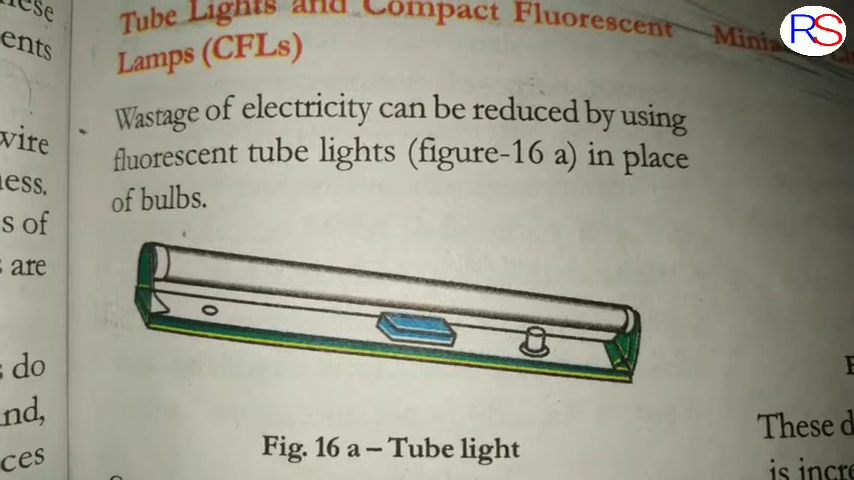 ents
wire
ness.
s of
are
do
nd,
ces
Tube Lights and Compact Fluorescent
Lamps (CFLs)
Wastage of electricity can be reduced by using
fluorescent tube lights (figure-16 a) in place
of bulbs.
Fig. 16 a – Tube light
These d
is incre
RS